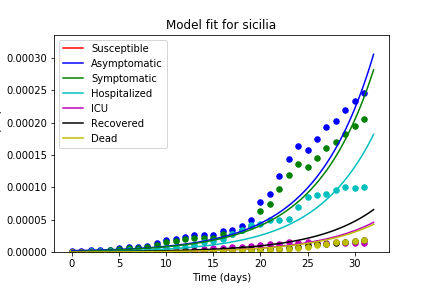 Model fit for sicilia
Susceptible
Asymptomatic
Symptomatic
Hospitalized
ICU
Recovered
Dead
0.00030
0.00025
0.00020
0.00015
0.00010
0.00005
0.00000
0 5 10 15 20 25 30
Time (days)